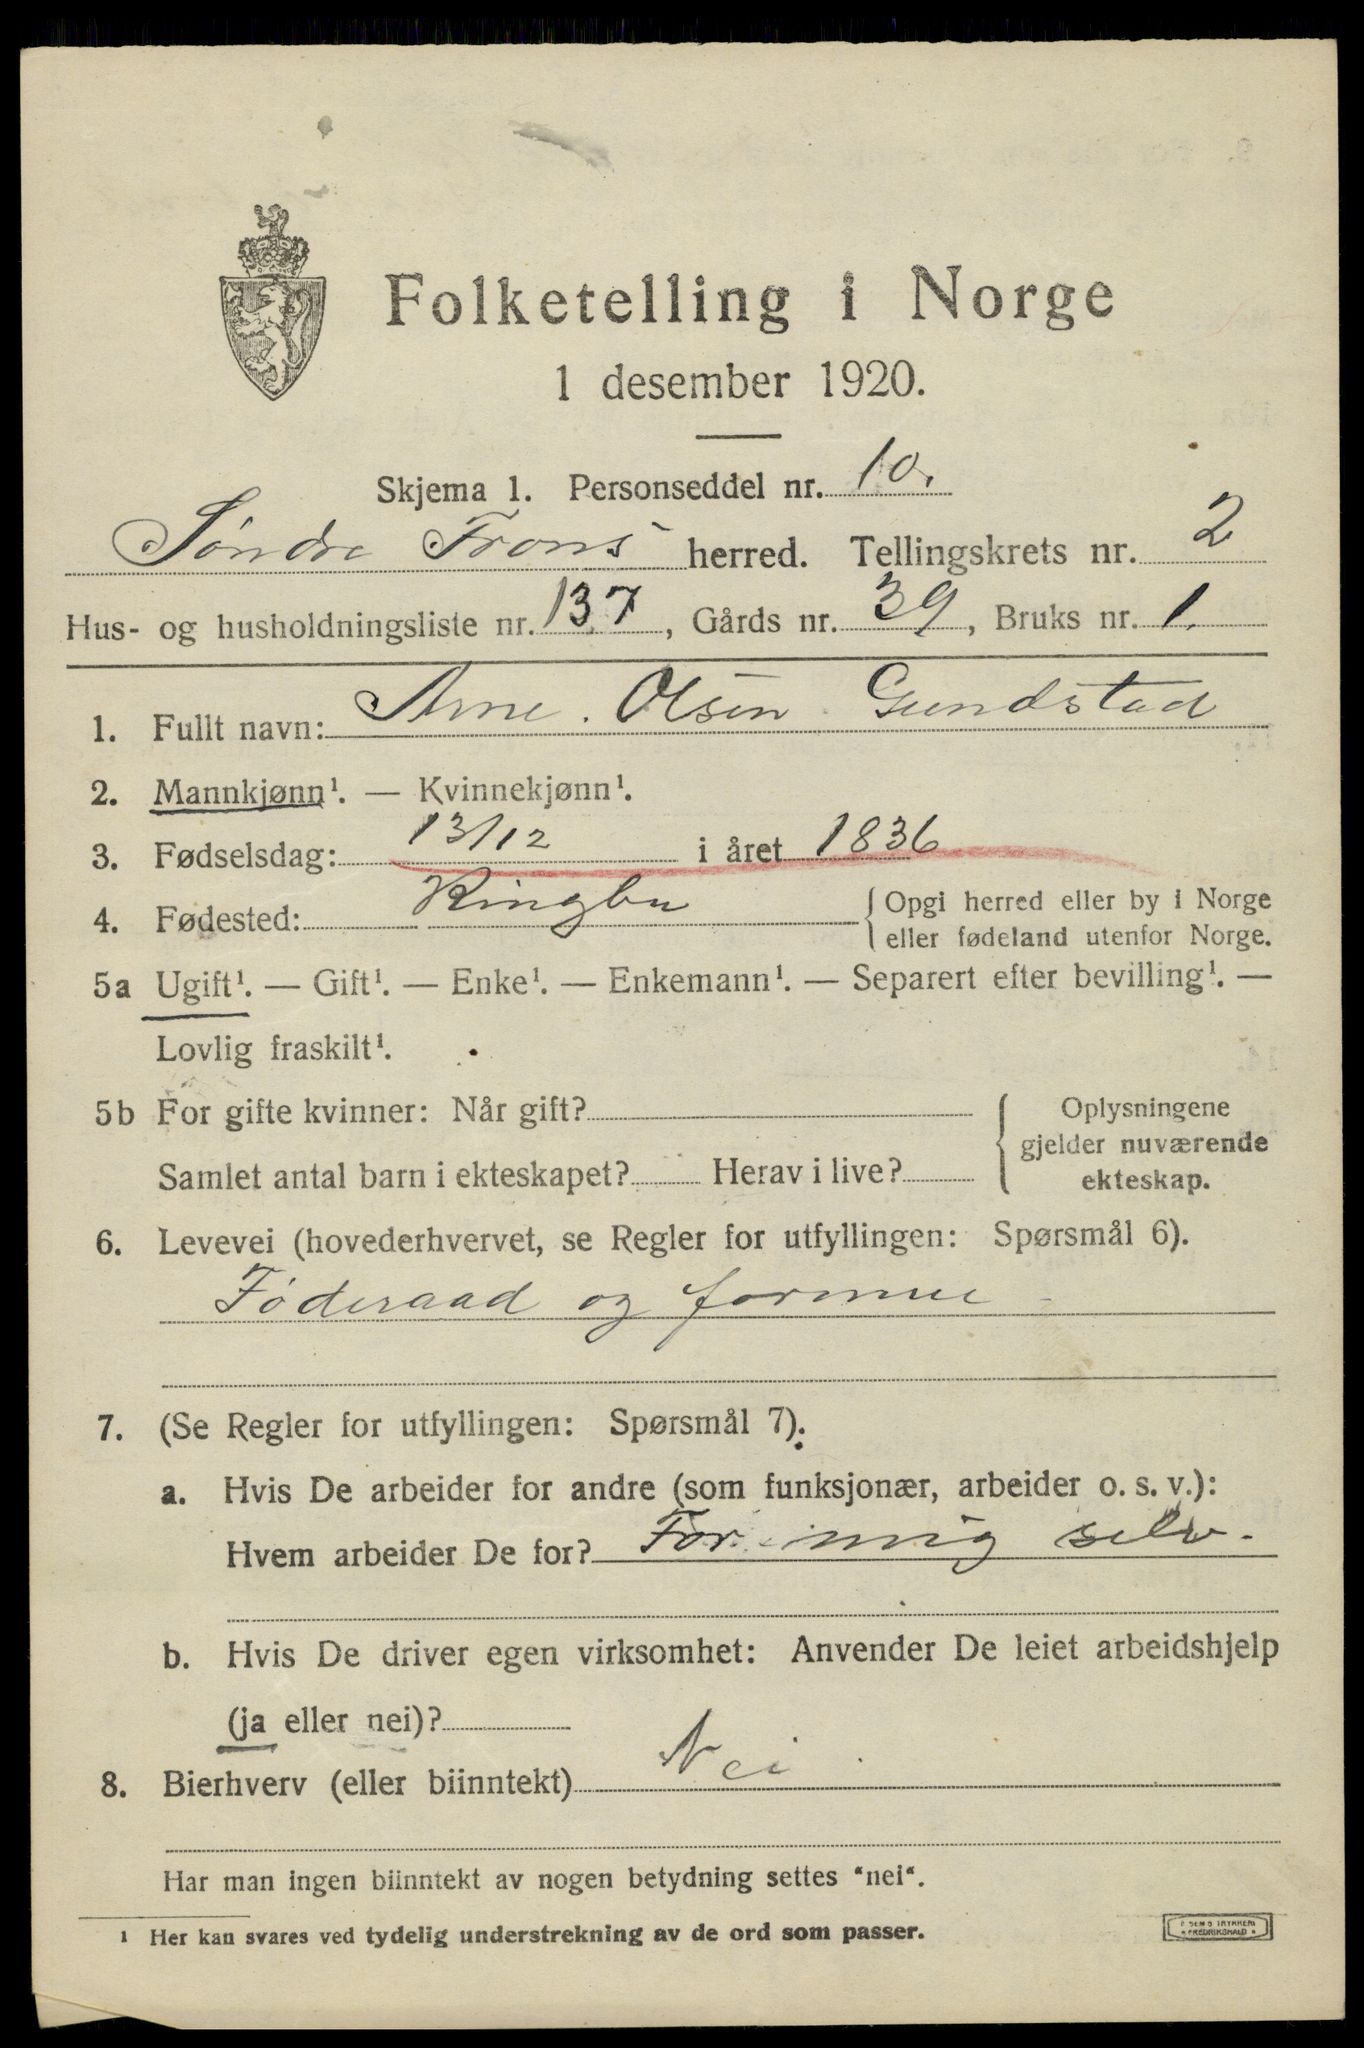 Folketelling i Norge
1 desember 1920.
Skjema 1. Personseddel nr. 10.
Søndre Frons herred. Tellingskrets nr. 2
Hus- og husholdningsliste nr. 137, Gårds nr. 39, Bruks nr. 1.
1. Fullt navn: Arne. Olsen Gundstad
2. Mannkjønn¹. — Kvinnekjønn¹.
3. Fødselsdag: 13/12 i året 1836
4. Fødested: Ringbu { Opgi herred eller by i Norge
eller fødeland utenfor Norge.
5a Ugift¹. — Gift¹. — Enke¹. — Enkemann¹. — Separert efter bevilling¹. —
Lovlig fraskilt¹.
5b For gifte kvinner: Når gift? { Oplysningene
gjelder nuværende
Samlet antal barn i ekteskapet? Herav i live? ekteskap.
6. Levevei (hovederhvervet, se Regler for utfyllingen: Spørsmål 6).
Føderaad og formue
7. (Se Regler for utfyllingen: Spørsmål 7).
a. Hvis De arbeider for andre (som funksjonær, arbeider o. s. v.):
Hvem arbeider De for? For mig selv.
b. Hvis De driver egen virksomhet: Anvender De leiet arbeidshjelp
(ja eller nei)?
8. Bierhverv (eller biinntekt) Nei
Har man ingen biinntekt av nogen betydning settes "nei".
¹ Her kan svares ved tydelig understrekning av de ord som passer.
TRYKKERI
FREDRIKSHALD